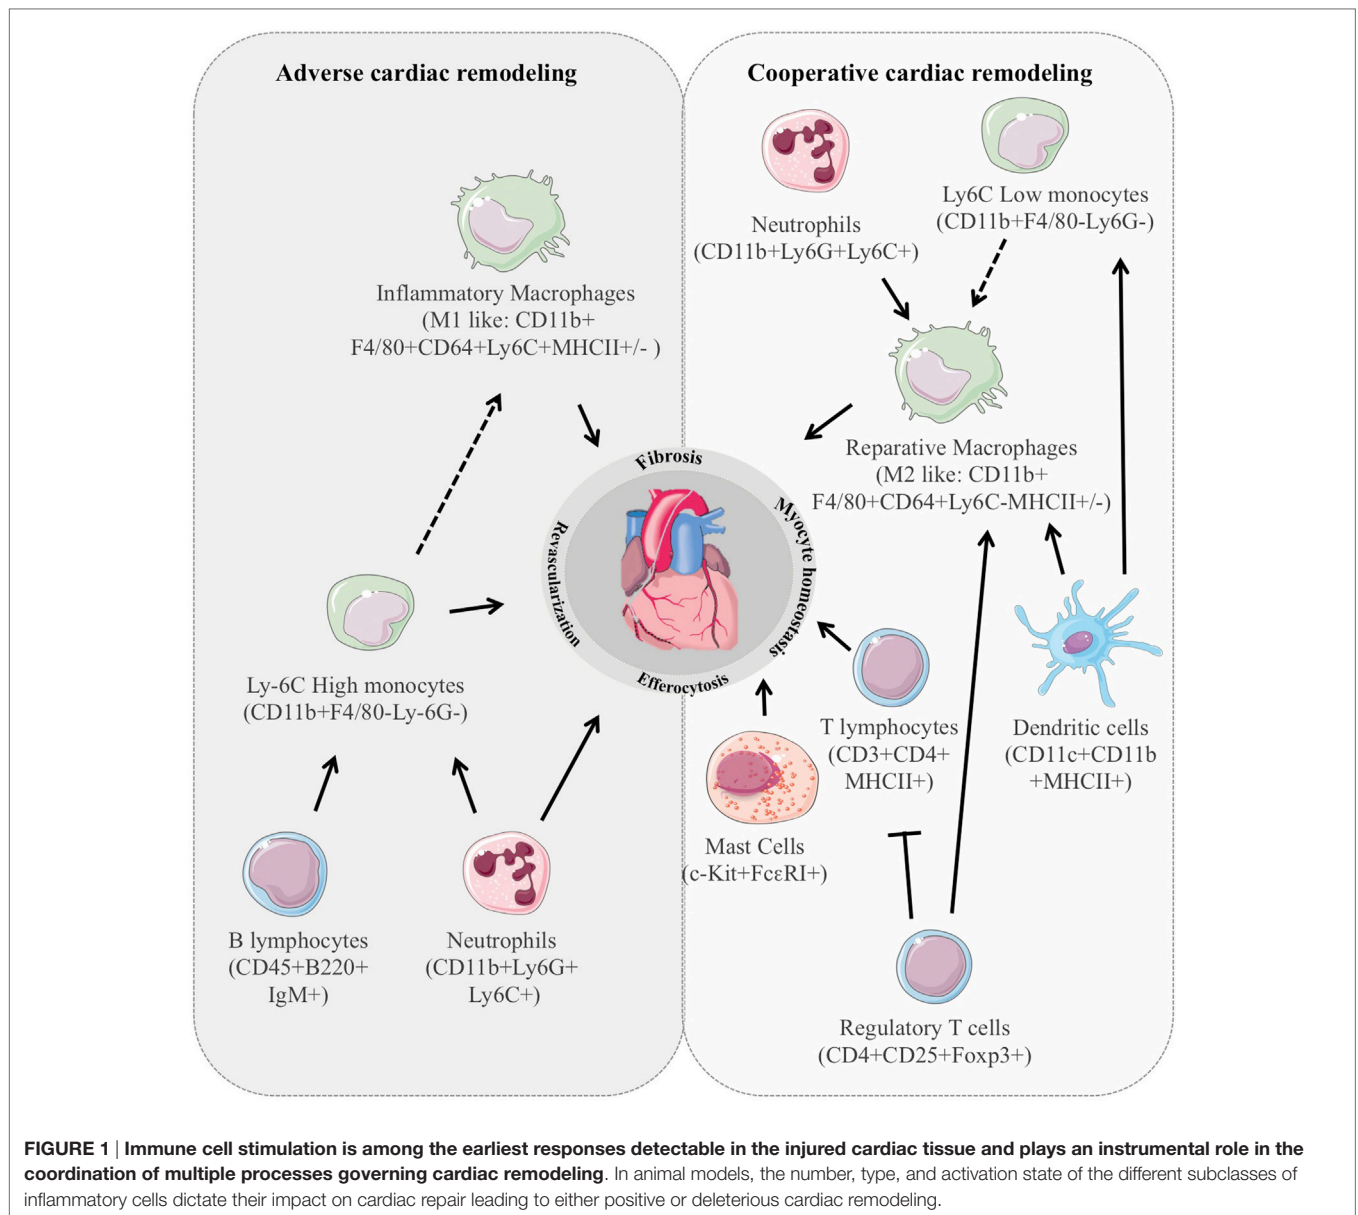 Adverse cardiac remodeling
Inflammatory Macrophages
(M1 like: CD11b+
F4/80+CD64+Ly6C+MHCII+/- )
Ly-6C High monocytes
(CD11b+F4/80-Ly-6G-)
B lymphocytes
(CD45+B220+
IgM+)
Neutrophils
(CD11b+Ly6G+
Ly6C+)
Cooperative cardiac remodeling
Neutrophils
(CD11b+Ly6G+Ly6C+)
Ly6C Low monocytes
(CD11b+F4/80-Ly6G-)
Reparative Macrophages
(M2 like: CD11b+
F4/80+CD64+Ly6C-MHCII+/-)
Fibrosis
Myocyte homeostasis
Efferocytosis
Revascularization
T lymphocytes
(CD3+CD4+
MHCII+)
Dendritic cells
(CD11c+CD11b
+MHCII+)
Mast Cells
(c-Kit+FcεRI+)
Regulatory T cells
(CD4+CD25+Foxp3+)
FIGURE 1 | Immune cell stimulation is among the earliest responses detectable in the injured cardiac tissue and plays an instrumental role in the
coordination of multiple processes governing cardiac remodeling. In animal models, the number, type, and activation state of the different subclasses of
inflammatory cells dictate their impact on cardiac repair leading to either positive or deleterious cardiac remodeling.